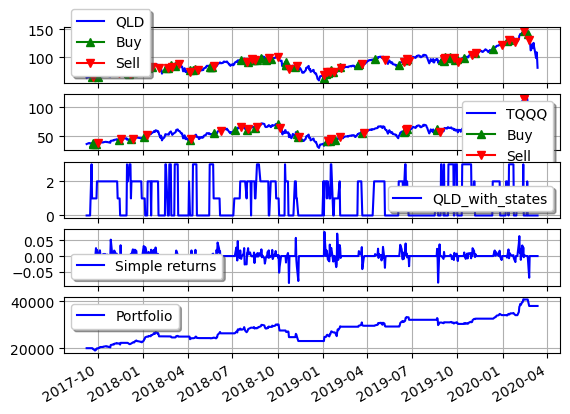 150
100
QLD
Buy
Sell
100
50
TQQQ
Buy
Sell
2
0
QLD_with_states
0.05
0.00
−0.05
Simple returns
40000
20000
Portfolio
2017-10
2018-01
2018-04
2018-07
2018-10
2019-01
2019-04
2019-07
2019-10
2020-01
2020-04